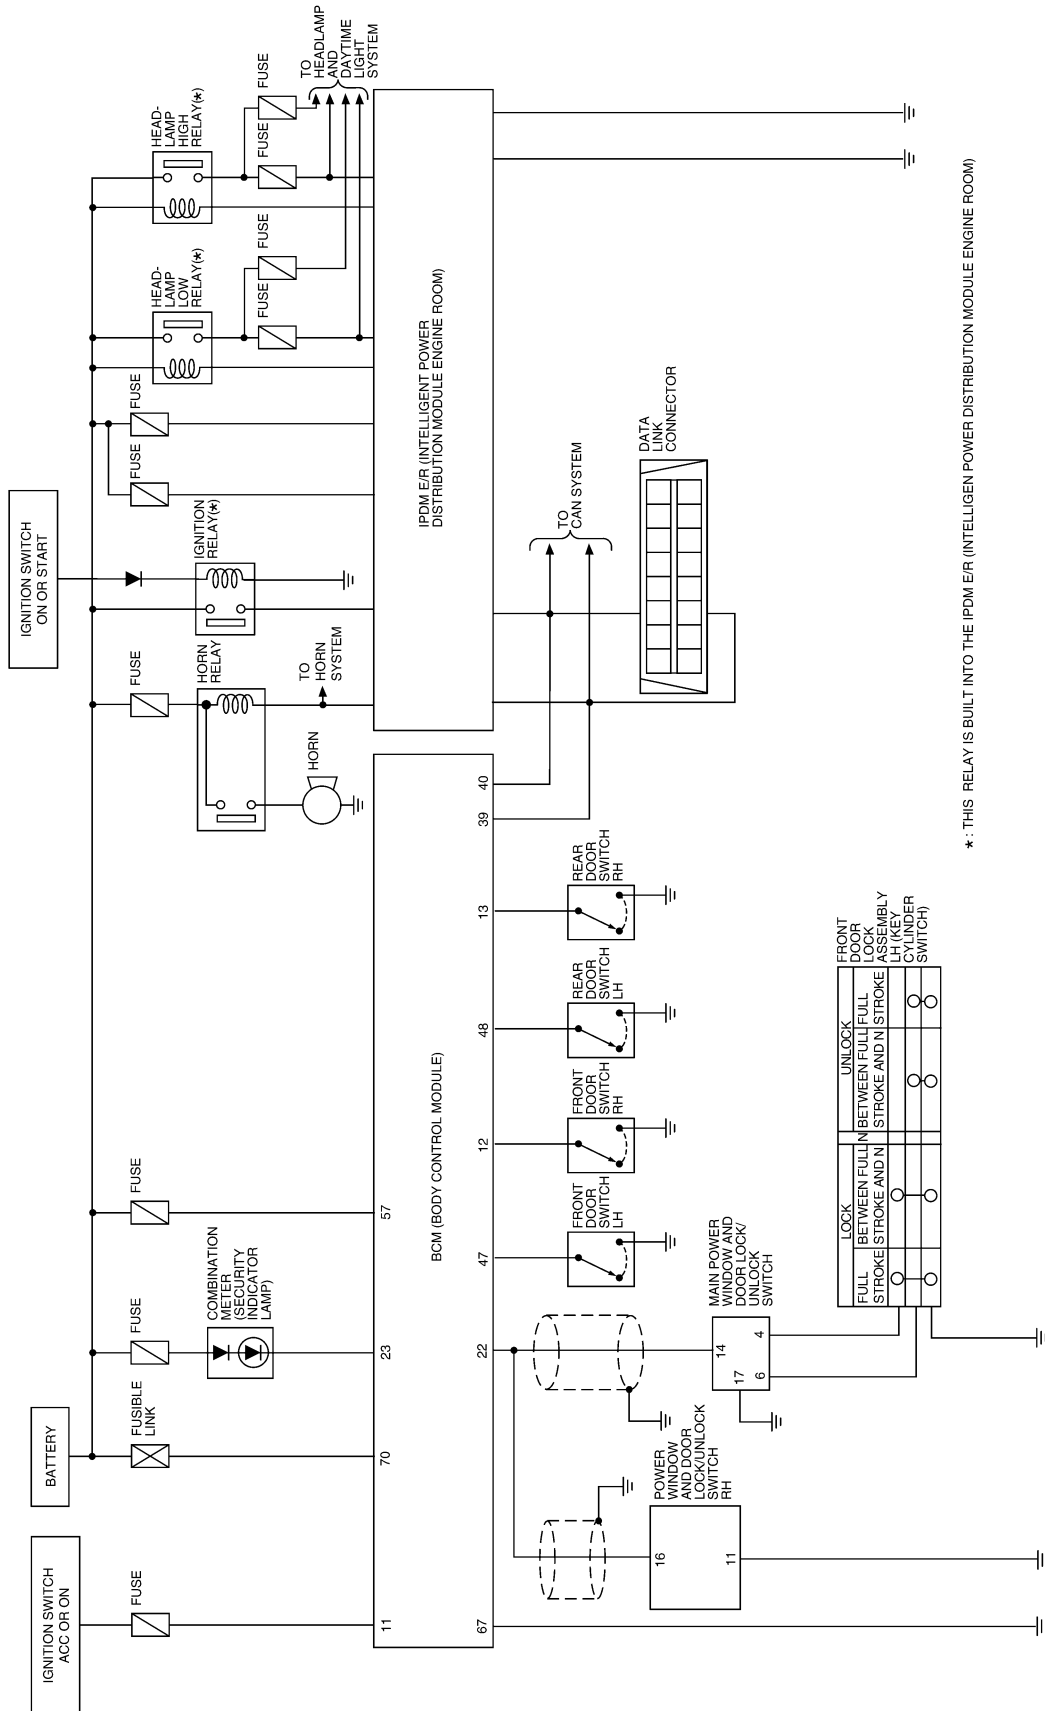 IGNITION SWITCH
ACC OR ON
BATTERY
IGNITION SWITCH
ON OR START
FUSE
FUSIBLE
LINK
FUSE
FUSE
FUSE
FUSE
FUSE
COMBINATION
METER
(SECURITY
INDICATOR
LAMP)
HORN
RELAY
IGNITION
RELAY(*)
HEAD-
LAMP
LOW
RELAY(*)
HEAD-
LAMP
HIGH
RELAY(*)
FUSE
FUSE
FUSE
FUSE
HORN
TO
HORN
SYSTEM
TO
HEADLAMP
AND
DAYTIME
LIGHT
SYSTEM
11
70
23
57
BCM (BODY CONTROL MODULE)
IPDM E/R (INTELLIGENT POWER
DISTRIBUTION MODULE ENGINE ROOM)
67
22
47
12
48
13
39
40
TO
CAN SYSTEM
FRONT
DOOR
SWITCH
LH
FRONT
DOOR
SWITCH
RH
REAR
DOOR
SWITCH
LH
REAR
DOOR
SWITCH
RH
DATA
LINK
CONNECTOR
POWER
WINDOW
AND DOOR
LOCK/UNLOCK
SWITCH
RH
16
11
MAIN POWER
WINDOW AND
DOOR LOCK/
UNLOCK
SWITCH
14
17
4
6
LOCK
UNLOCK
FULL
STROKE
BETWEEN FULL
STROKE AND N
N
BETWEEN FULL
STROKE AND N
FULL
STROKE
FRONT
DOOR
LOCK
ASSEMBLY
LH (KEY
CYLINDER
SWITCH)
* : THIS RELAY IS BUILT INTO THE IPDM E/R (INTELLIGEN POWER DISTRIBUTION MODULE ENGINE ROOM)